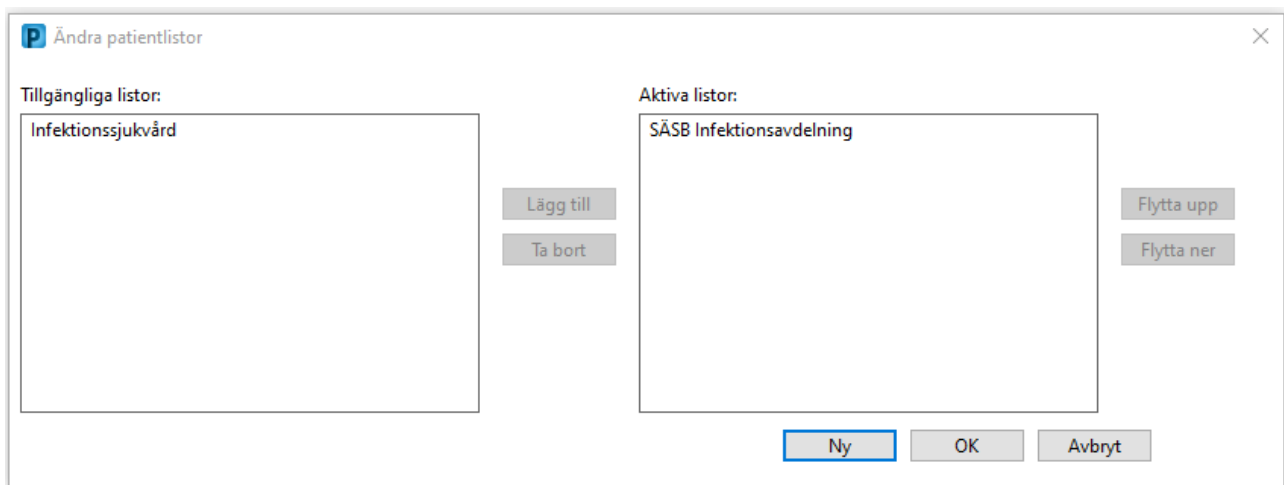 P Ändra patientlistor
Tillgängliga listor:
Aktiva listor:
Infektionssjukvård
SÄSB Infektionsavdelning
Lägg till
Flytta upp
Ta bort
Flytta ner
Ny
OK
Avbryt